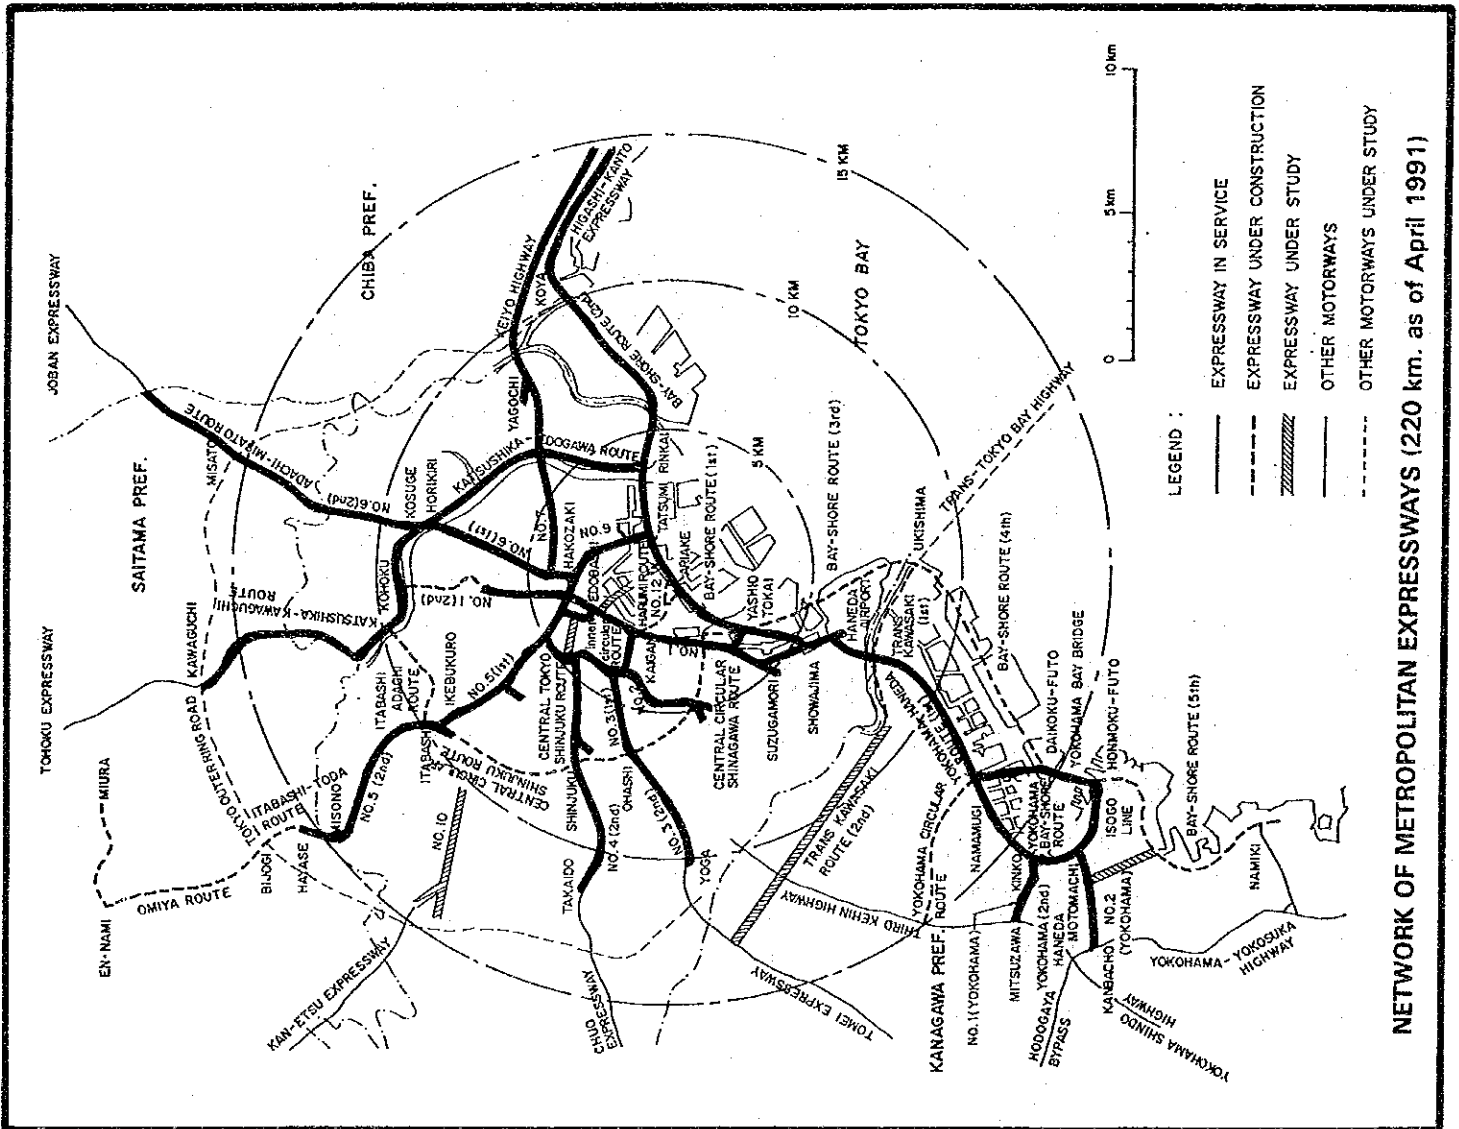 JOBAN EXPRESSWAY
TOHOKU EXPRESSWAY
SAITAMA PREF.
CHIBA PREF.
MIURA
EN-NAMI
OMIYA ROUTE
KAWAGUCHI
TOKYO OUTER RING ROAD
MISATO
ADACHI-MISATO ROUTE
NO.6(2nd)
KATSUSHIKA-KAWAGUCHI
ROUTE
KOHOKU
KOSUGE
HORIKIRI
KATSUSHIKA-
EDOGAWA ROUTE
NO.6(1st)
NO.1(2nd)
ITABASHI-TODA
ROUTE
BIJOGI
HAYASE
MISONO
NO.5 (2nd)
ITABASHI
ADACHI
ROUTE
ITABASHI
IKEBUKURO
NO.5(1st)
CENTRAL CIRCULAR
SHINJUKU ROUTE
NO.10
KAN-ETSU EXPRESSWAY
YAGOCHI
KEIYO HIGHWAY
KOYA
HIGASHI-KANTO
EXPRESSWAY
BAY-SHORE ROUTE(2nd)
NO.7
HAKOZAKI
NO.9
EDOBASHI
Inner
circular
ROUTE
HARUMI ROUTE
NO.12
ARIAKE
TATSUMI
RINKAI
BAY-SHORE ROUTE (1st)
CENTRAL TOKYO
SHINJUKU ROUTE
SHINJUKU
NO.4 (2nd)
TAKAIDO
CHUO
EXPRESSWAY
NO.3(1st)
OHASHI
NO.3 (2nd)
YOGA
NO.2
KAIGAN
NO.1
CENTRAL CIRCULAR
SHINAGAWA ROUTE
YASHIO
TOKAI
SUZUGAMORI
SHOWAJIMA
5 KM
10 KM
15 KM
TOKYO BAY
BAY-SHORE ROUTE (3rd)
HANEDA
AIRPORT
UKISHIMA
TRANS-TOKYO BAY HIGHWAY
TRANS
KAWASAKI
(1st)
BAY-SHORE ROUTE (4th)
YOKOHAMA HANEDA
ROUTE (1st)
TRANS KAWASAKI
ROUTE (2nd)
THIRD KEIHIN HIGHWAY
TOMEI EXPRESSWAY
YOKOHAMA CIRCULAR
ROUTE
KANAGAWA PREF.
NAMAMUGI
DAIKOKU-FUTO
YOKOHAMA BAY BRIDGE
HONMOKU-FUTO
YOKOHAMA
BAY-SHORE
ROUTE
KINKO
NO.1(YOKOHAMA)
MITSUZAWA
YOKOHAMA (2nd)
HANEDA
MOTOMACHI
ISOGO
LINE
BAY-SHORE ROUTE (5th)
HODOGAYA
BYPASS
KANBACHO
NO.2
(YOKOHAMA)
NAMIKI
YOKOHAMA-YOKOSUKA
HIGHWAY
YOKOHAMA SHINDO
HIGHWAY
0
5km
10km
LEGEND :
EXPRESSWAY IN SERVICE
EXPRESSWAY UNDER CONSTRUCTION
EXPRESSWAY UNDER STUDY
OTHER MOTORWAYS
OTHER MOTORWAYS UNDER STUDY
NETWORK OF METROPOLITAN EXPRESSWAYS (220 km. as of April 1991)